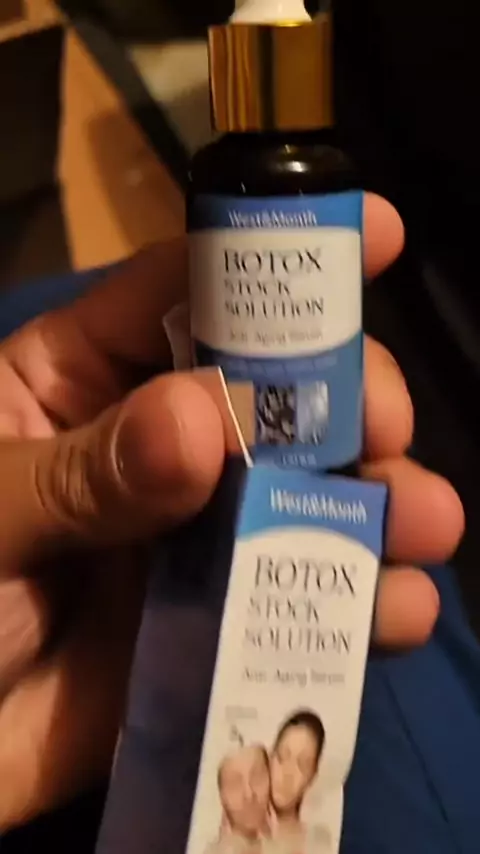 West&Month
BOTOX
STOCK
SOLUTION
Anti-Aging Serum
West&Month
BOTOX
STOCK
SOLUTION
Anti-Aging Serum